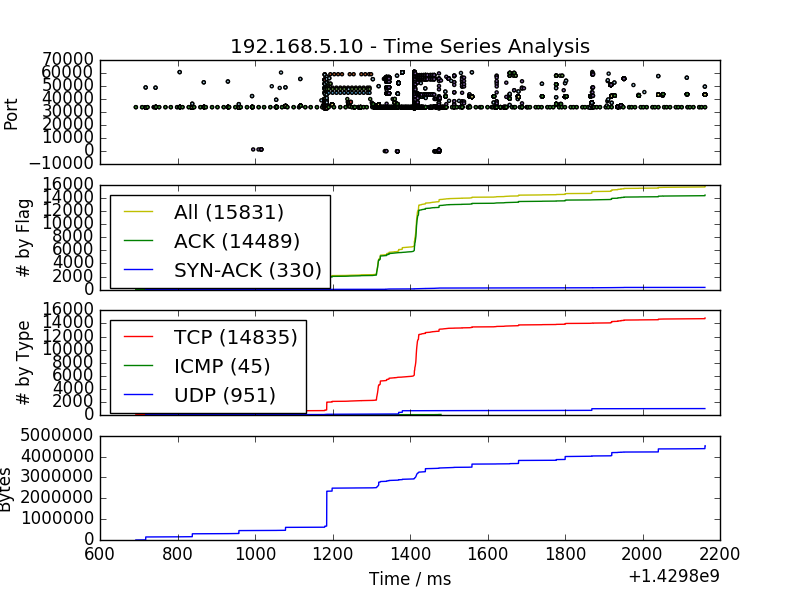 192.168.5.10 - Time Series Analysis
70000
60000
50000
40000
30000
20000
10000
0
−10000
Port
16000
14000
12000
10000
8000
6000
4000
2000
0
# by Flag
All (15831)
ACK (14489)
SYN-ACK (330)
16000
14000
12000
10000
8000
6000
4000
2000
0
# by Type
TCP (14835)
ICMP (45)
UDP (951)
5000000
4000000
3000000
2000000
1000000
0
Bytes
600 800 1000 1200 1400 1600 1800 2000 2200
Time / ms
+1.4298e9